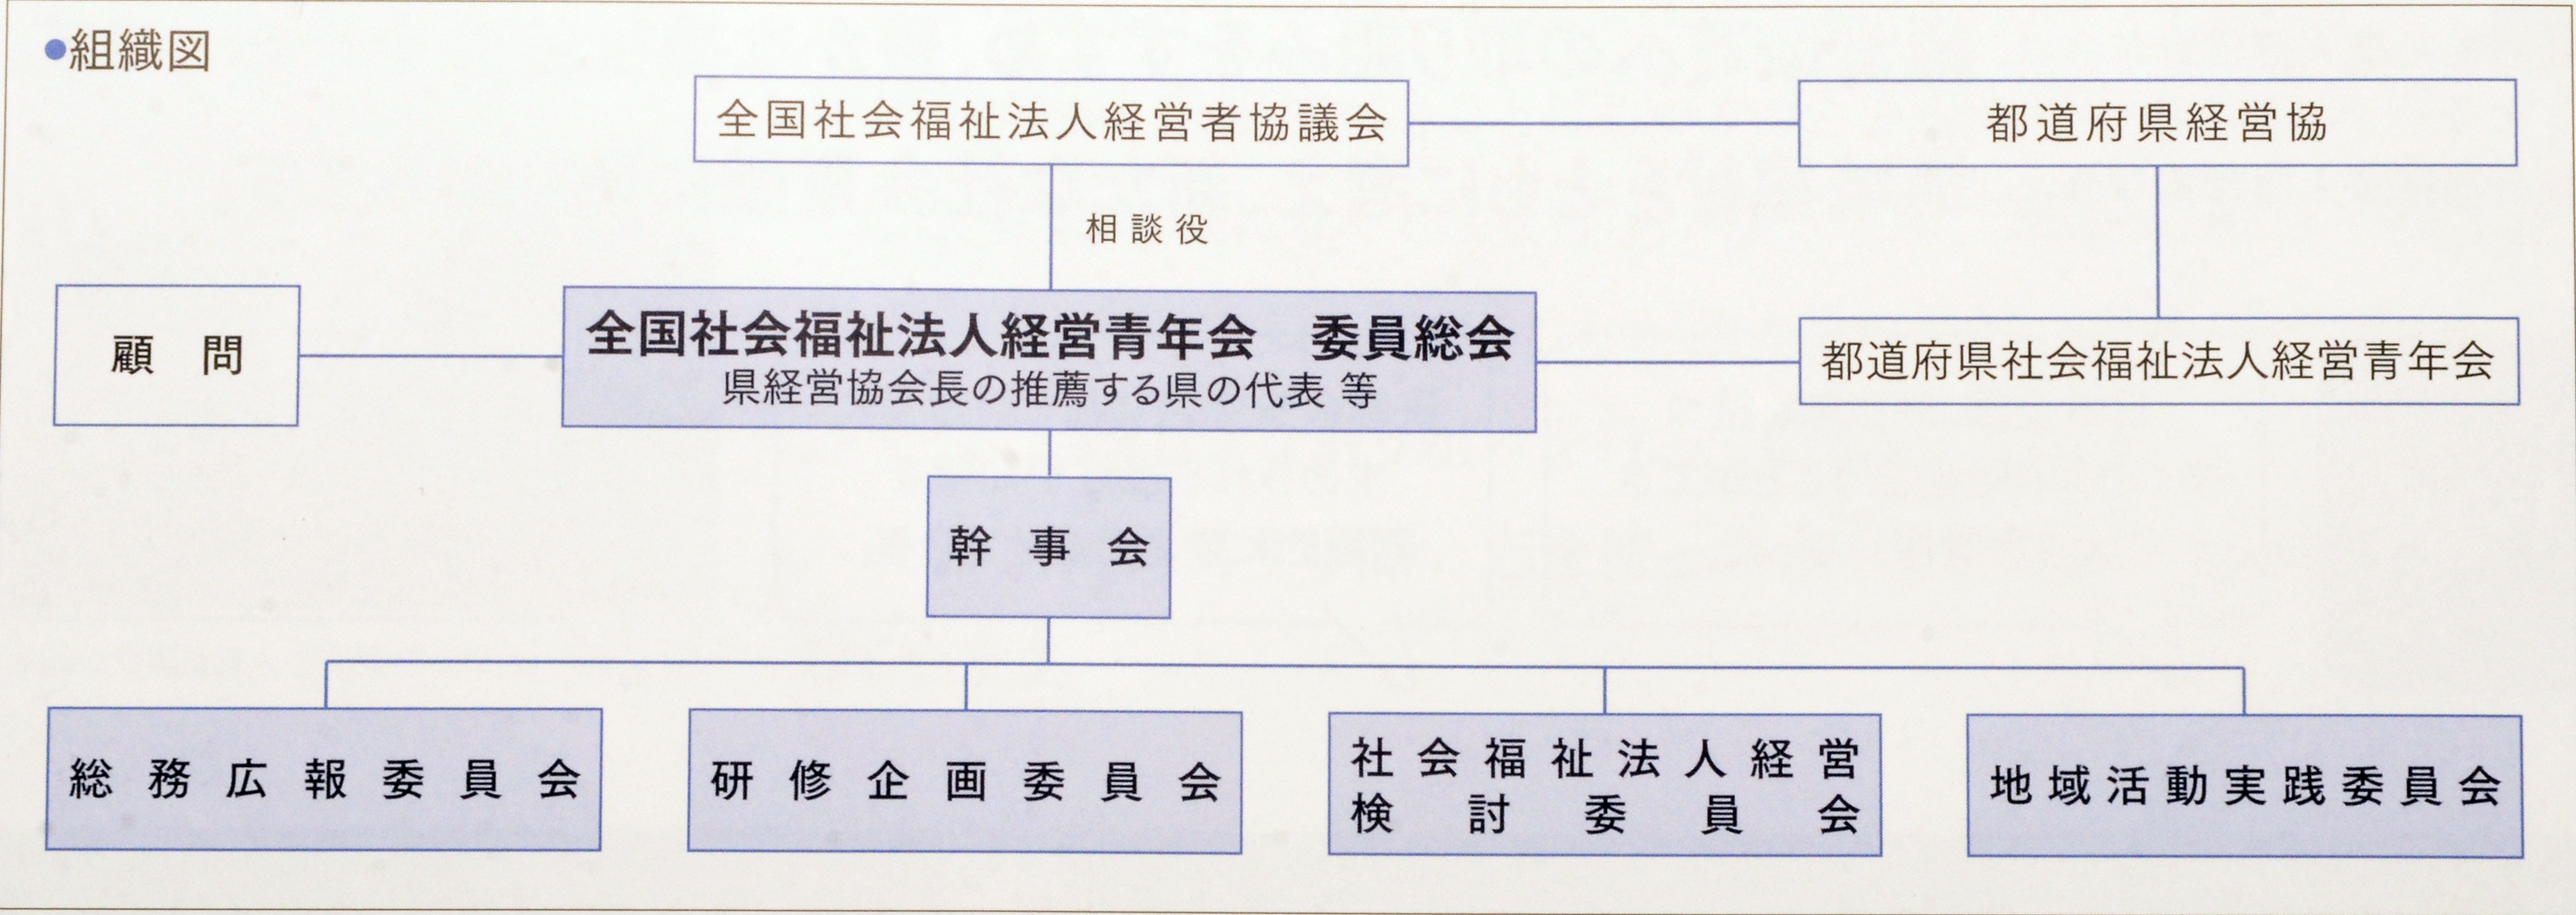 ●組織図
全国社会福祉法人経営者協議会
都道府県経営協
相談役
顧問
全国社会福祉法人経営青年会　委員総会
県経営協会長の推薦する県の代表 等
都道府県社会福祉法人経営青年会
幹事会
総務広報委員会
研修企画委員会
社会福祉法人経営
検討委員会
地域活動実践委員会